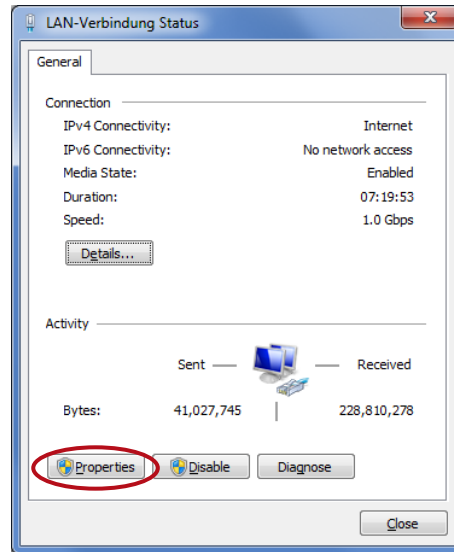 LAN-Verbindung Status
General
Connection
IPv4 Connectivity: Internet
IPv6 Connectivity: No network access
Media State: Enabled
Duration: 07:19:53
Speed: 1.0 Gbps
Details...
Activity
Sent Received
Bytes: 41,027,745 228,810,278
Properties Disable Diagnose
Close